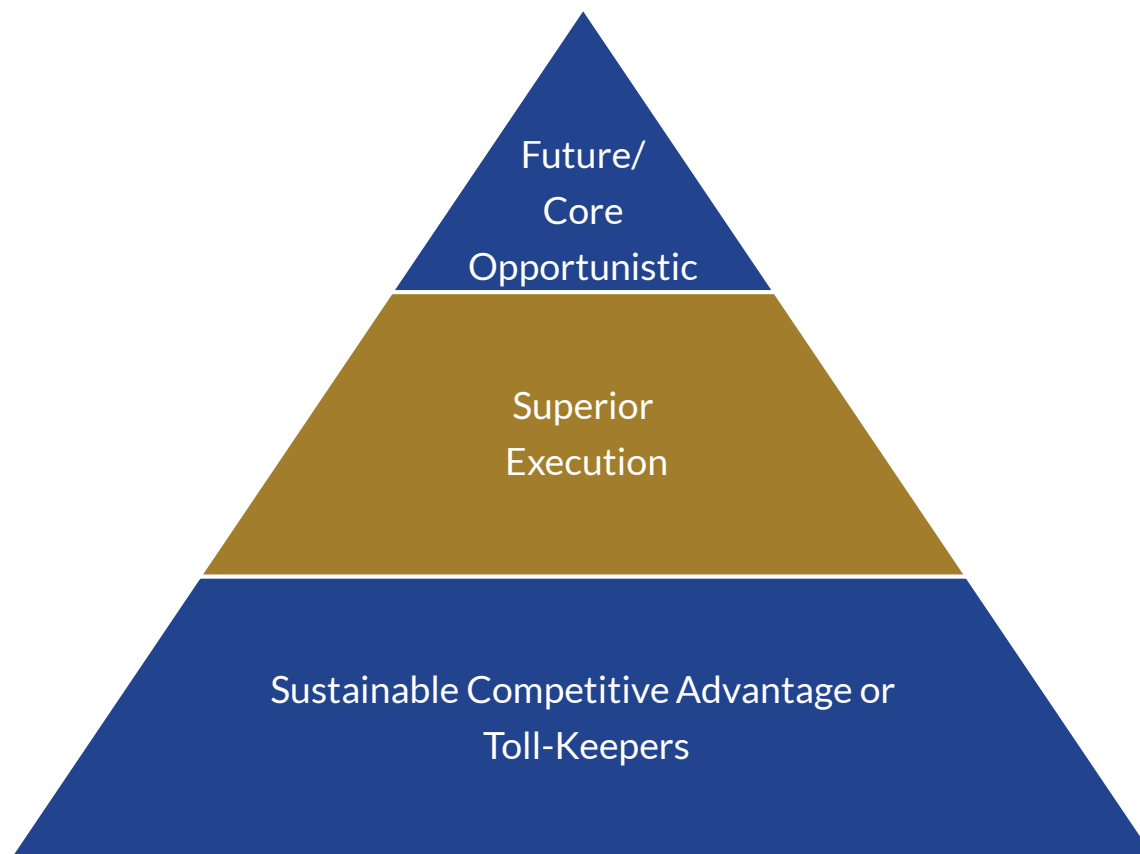 Future/
Core
Opportunistic
Superior
Execution
Sustainable Competitive Advantage or
Toll-Keepers